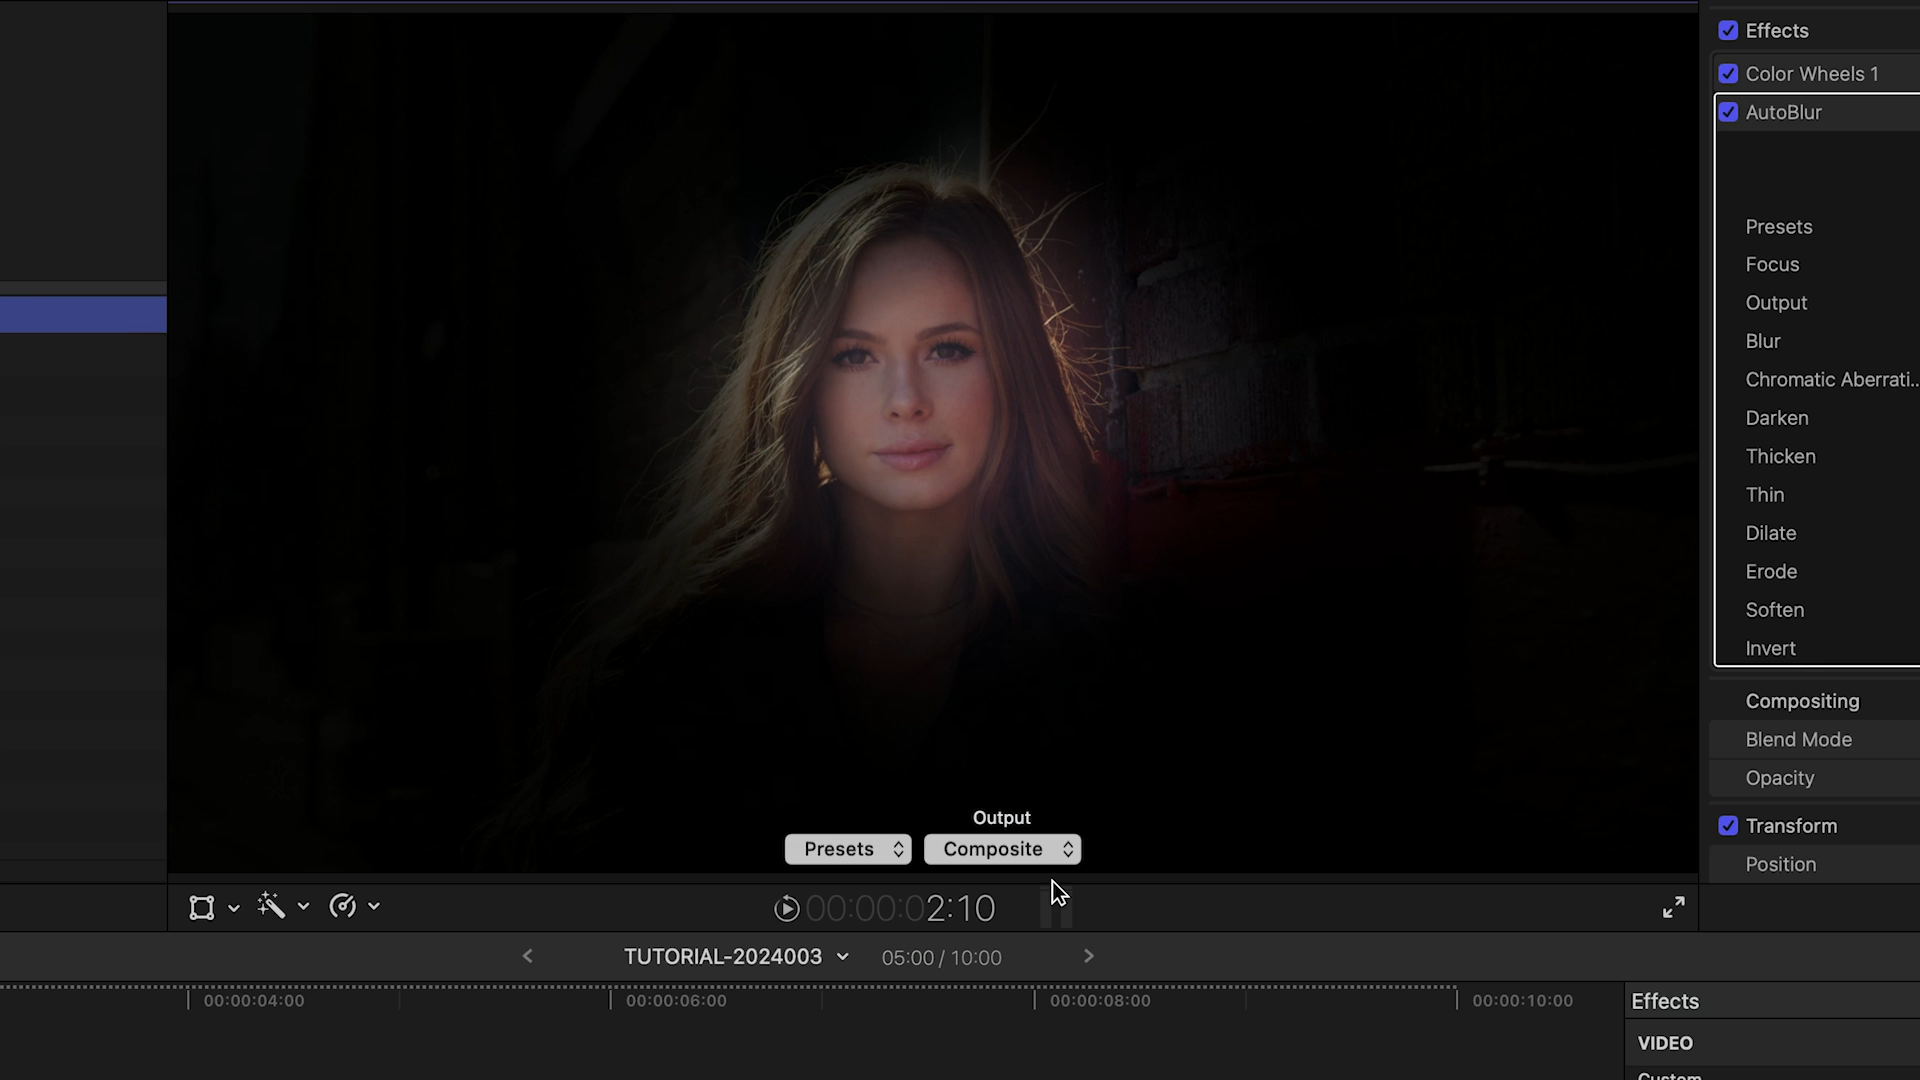 Effects
Color Wheels 1
AutoBlur
Presets
Focus
Output
Blur
Chromatic Aberrati..
Darken
Thicken
Thin
Dilate
Erode
Soften
Invert
Compositing
Blend Mode
Opacity
Transform
Position
Output
Presets
Composite
00:00:02:10
TUTORIAL-2024003
05:00 / 10:00
00:00:04:00
00:00:06:00
00:00:08:00
00:00:10:00
Effects
VIDEO
Custom